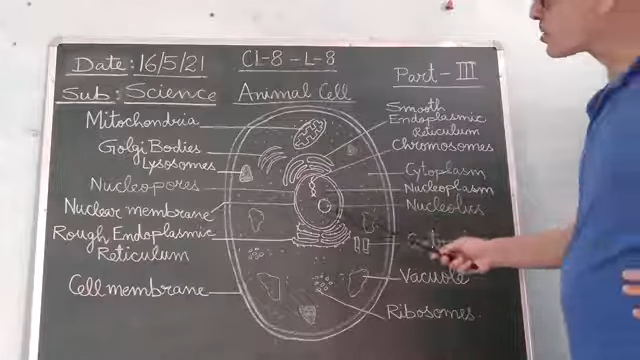 Date: 16/5/21
Cl-8 - L-8
Part - III
Sub: Science
Animal Cell
Mitochondria
Golgi Bodies
Lysosomes
Nucleopores
Nuclear membrane
Rough Endoplasmic
Reticulum
Cell membrane
Smooth
Endoplasmic
Reticulum
Chromosomes
Cytoplasm
Nucleoplasm
Nucleolus
Vacuole
Ribosomes.